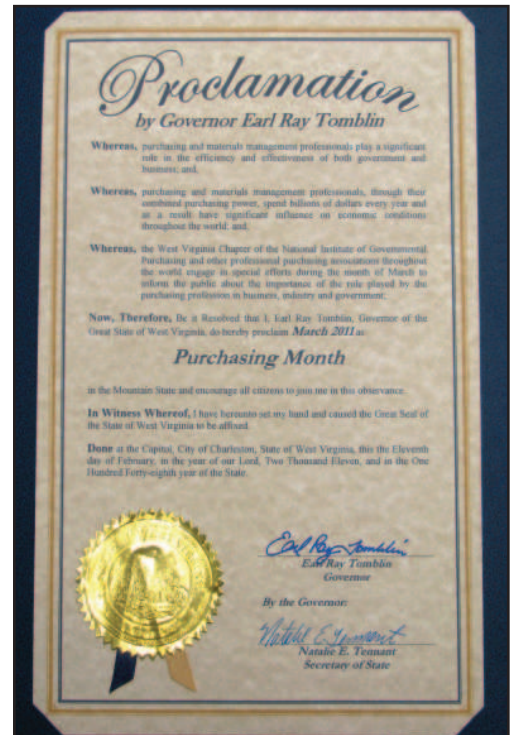 Proclamation
by Governor Earl Ray Tomblin
Whereas, purchasing and materials management professionals play a significant
role in the efficiency and effectiveness of both government and
business; and,
Whereas, purchasing and materials management professionals, through their
combined purchasing power, spend billions of dollars every year and
as a result have significant influence on economic conditions
throughout the world; and,
Whereas, the West Virginia Chapter of the National Institute of Governmental
Purchasing and other professional purchasing associations throughout
the world engage in special efforts during the month of March to
inform the public about the importance of the role played by the
purchasing profession in business, industry and government;
Now, Therefore, Be it Resolved that I, Earl Ray Tomblin, Governor of the
Great State of West Virginia, do hereby proclaim March 2011 as
Purchasing Month
in the Mountain State and encourage all citizens to join me in this observance.
In Witness Whereof, I have hereunto set my hand and caused the Great Seal of
the State of West Virginia to be affixed.
Done at the Capitol, City of Charleston, State of West Virginia, this the Eleventh
day of February, in the year of our Lord, Two Thousand Eleven, and in the One
Hundred Forty-eighth year of the State.
Earl Ray Tomblin
Earl Ray Tomblin
Governor
By the Governor:
Natalie E. Tennant
Natalie E. Tennant
Secretary of State